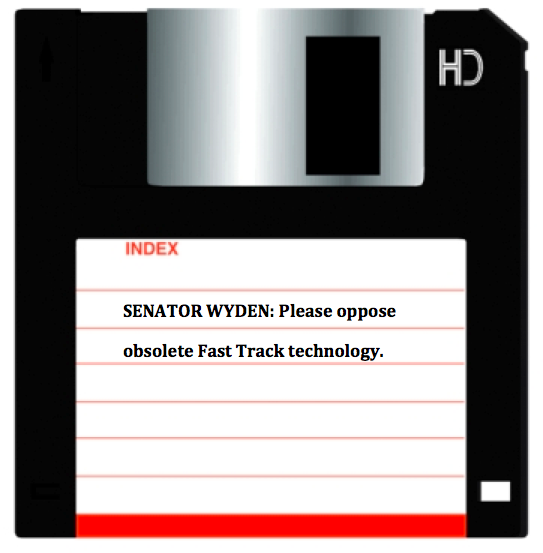 HD
INDEX
SENATOR WYDEN: Please oppose
obsolete Fast Track technology.